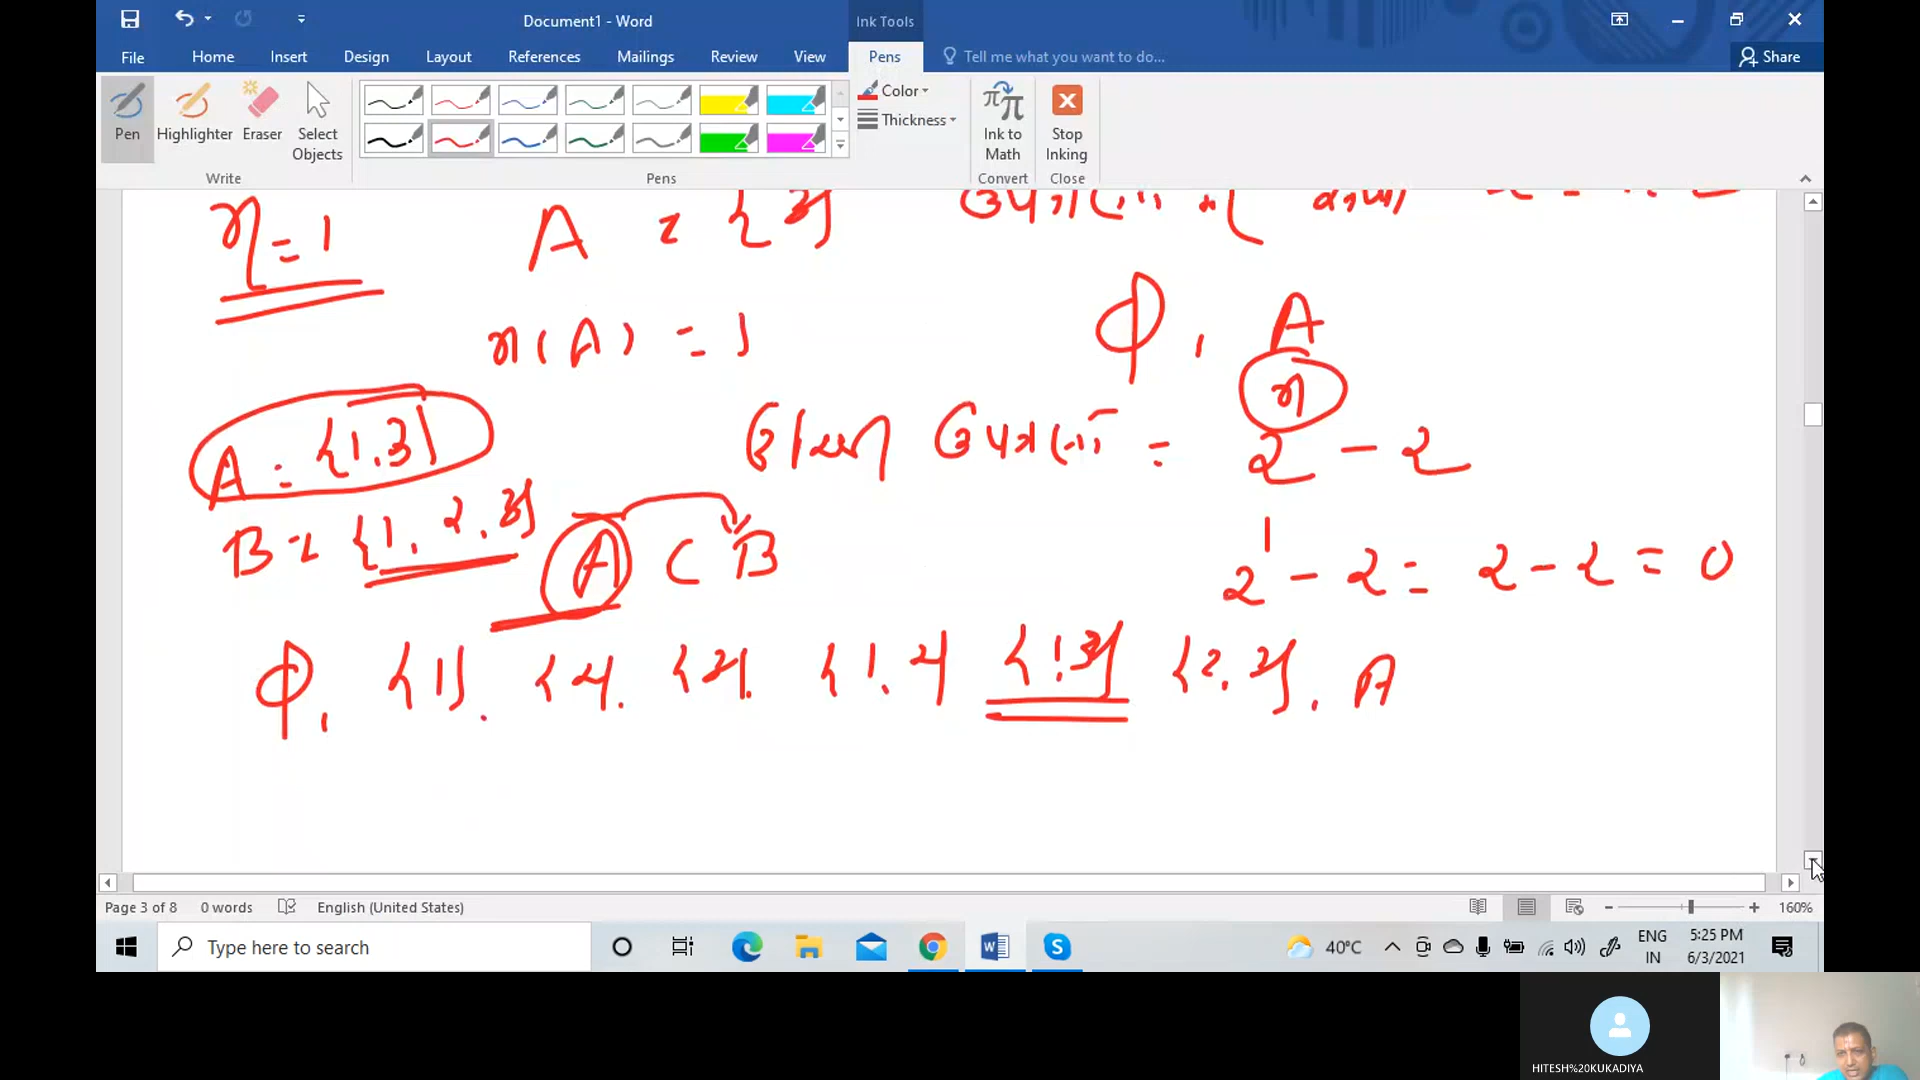 Document1 - Word
Ink Tools
File Home Insert Design Layout References Mailings Review View Pens Tell me what you want to do... Share
Pen Highlighter Eraser Select Objects
Color
Thickness
Ink to Math
Stop Inking
Write Pens Convert Close
n = 1 A = {3}
n(A) = 1
ϕ, A
A = {1,3}
= 2ⁿ - 2
B = {1, 2, 3}
A ⊂ B
2¹ - 2 = 2 - 2 = 0
ϕ, {1}, {2}, {3}, {1,2} {1,3} {2,3}, A
Page 3 of 8 0 words English (United States) 160%
Type here to search
40°C
ENG IN
5:25 PM
6/3/2021
HITESH%20KUKADIYA